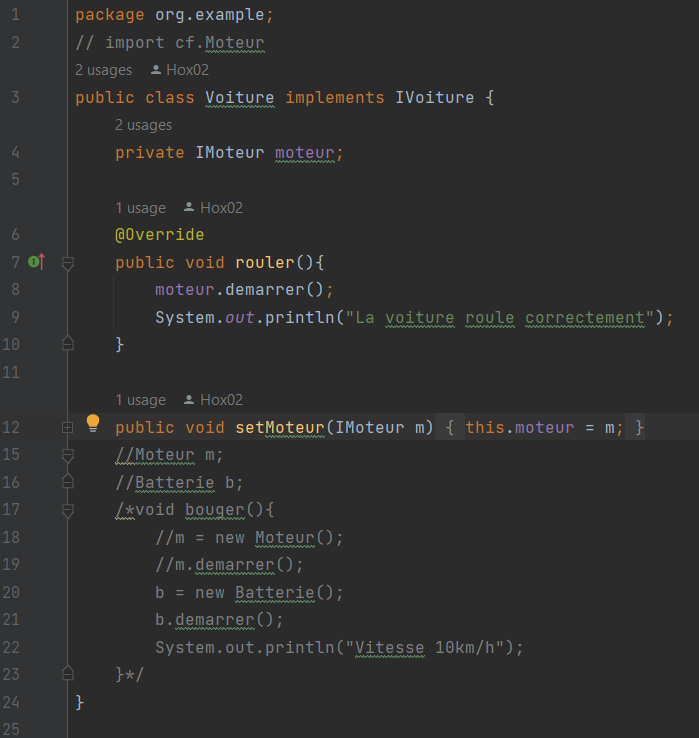 1 package org.example;
2 // import cf.Moteur
2 usages Hox02
3 public class Voiture implements IVoiture {
2 usages
4 private IMoteur moteur;
5
1 usage Hox02
6 @Override
7 public void rouler(){
8 moteur.demarrer();
9 System.out.println("La voiture roule correctement");
10 }
11
1 usage Hox02
12 public void setMoteur(IMoteur m) { this.moteur = m; }
15 //Moteur m;
16 //Batterie b;
17 /*void bouger(){
18 //m = new Moteur();
19 //m.demarrer();
20 b = new Batterie();
21 b.demarrer();
22 System.out.println("Vitesse 10km/h");
23 }*/
24 }
25